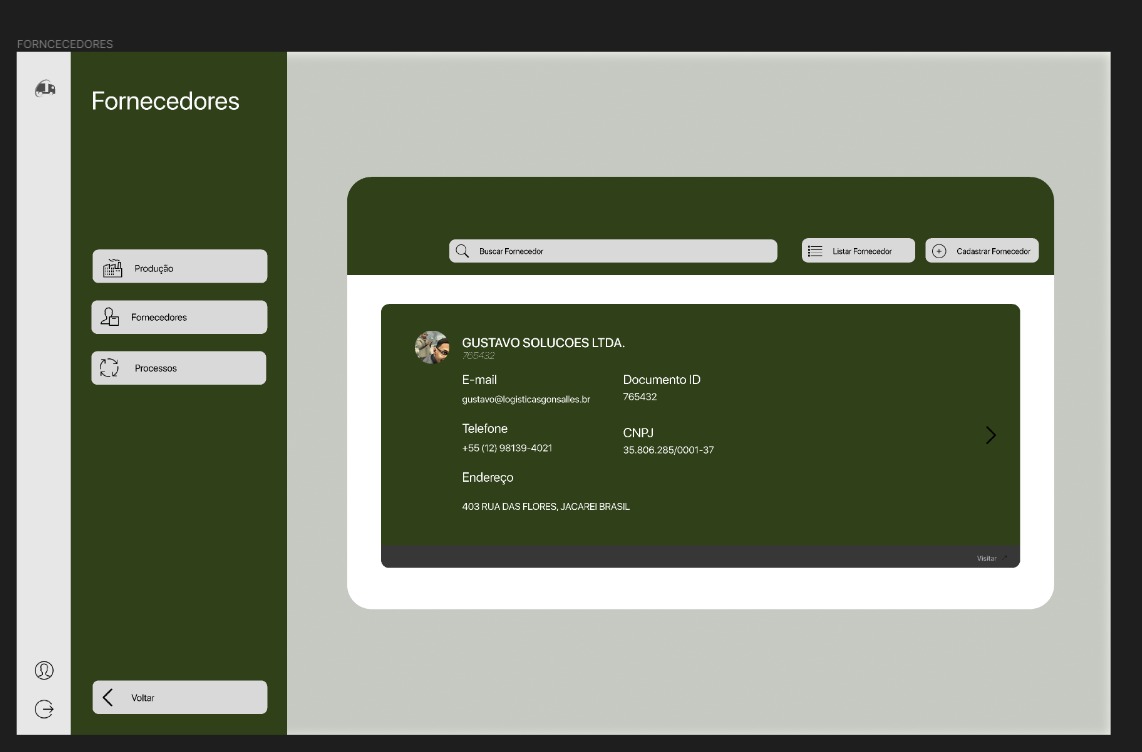 FORNCECEDORES
Fornecedores
Produção
Fornecedores
Processos
Voltar
Buscar Fornecedor
Listar Fornecedor
Cadastrar Fornecedor
GUSTAVO SOLUCOES LTDA.
765432
E-mail
gustavo@logisticasgonsalles.br
Documento ID
765432
Telefone
+55 (12) 98139-4021
CNPJ
35.806.285/0001-37
Endereço
403 RUA DAS FLORES, JACAREI BRASIL
Visitar